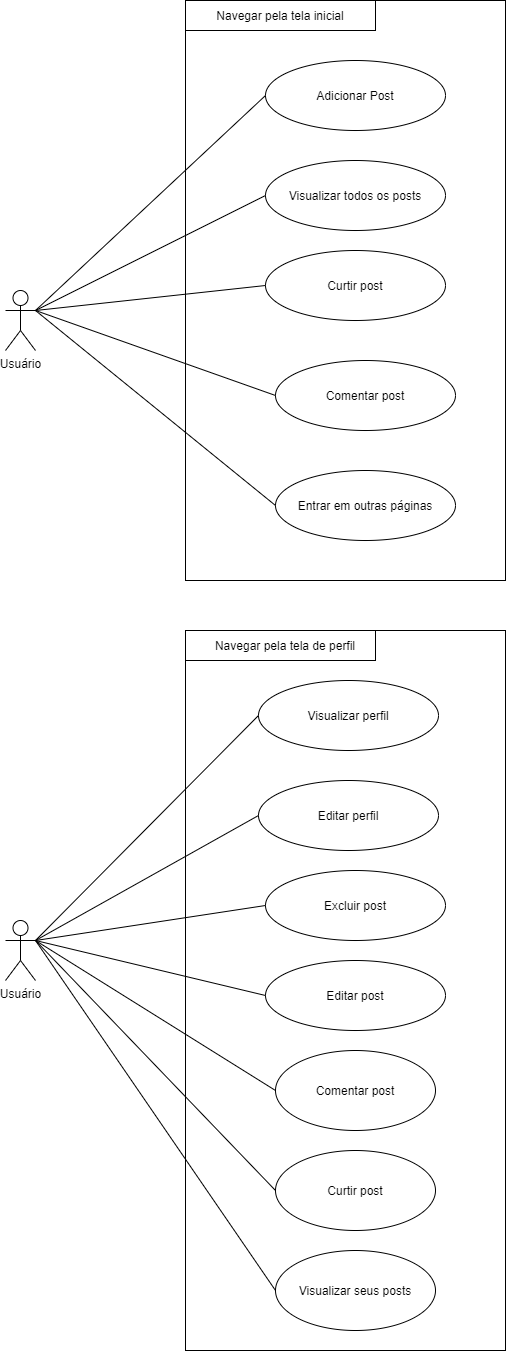 Navegar pela tela inicial
Adicionar Post
Visualizar todos os posts
Curtir post
Usuário
Comentar post
Entrar em outras páginas
Navegar pela tela de perfil
Visualizar perfil
Editar perfil
Excluir post
Usuário
Editar post
Comentar post
Curtir post
Visualizar seus posts